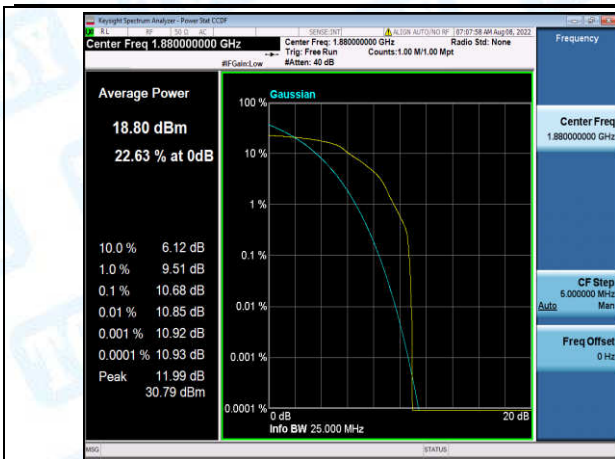 Keysight Spectrum Analyzer - Power Stat CCDF
RL RF 50 Ω AC SENSE:INT ALIGN AUTO/NO RF 07:07:58 AM Aug 08, 2022
Center Freq 1.880000000 GHz Center Freq: 1.880000000 GHz Radio Std: None
Trig: Free Run Counts:1.00 M/1.00 Mpt
#IFGain:Low #Atten: 40 dB
Frequency
Average Power
18.80 dBm
22.63 % at 0dB
10.0 % 6.12 dB
1.0 % 9.51 dB
0.1 % 10.68 dB
0.01 % 10.85 dB
0.001 % 10.92 dB
0.0001 % 10.93 dB
Peak 11.99 dB
30.79 dBm
Gaussian
100 %
10 %
1 %
0.1 %
0.01 %
0.001 %
0.0001 %
0 dB 20 dB
Info BW 25.000 MHz
Center Freq
1.880000000 GHz
CF Step
5.000000 MHz
Auto Man
Freq Offset
0 Hz
MSG STATUS